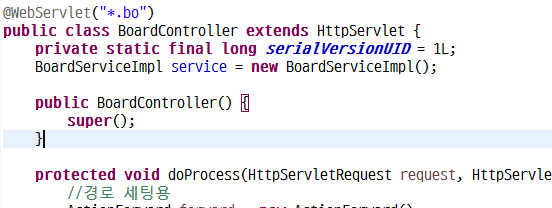 @WebServlet("*.bo")
public class BoardController extends HttpServlet {
    private static final long serialVersionUID = 1L;
    BoardServiceImpl service = new BoardServiceImpl();
    public BoardController() {
        super();
    }
    protected void doProcess(HttpServletRequest request, HttpServle
        //경로 세팅용
        ActionForward forward = new ActionForward()